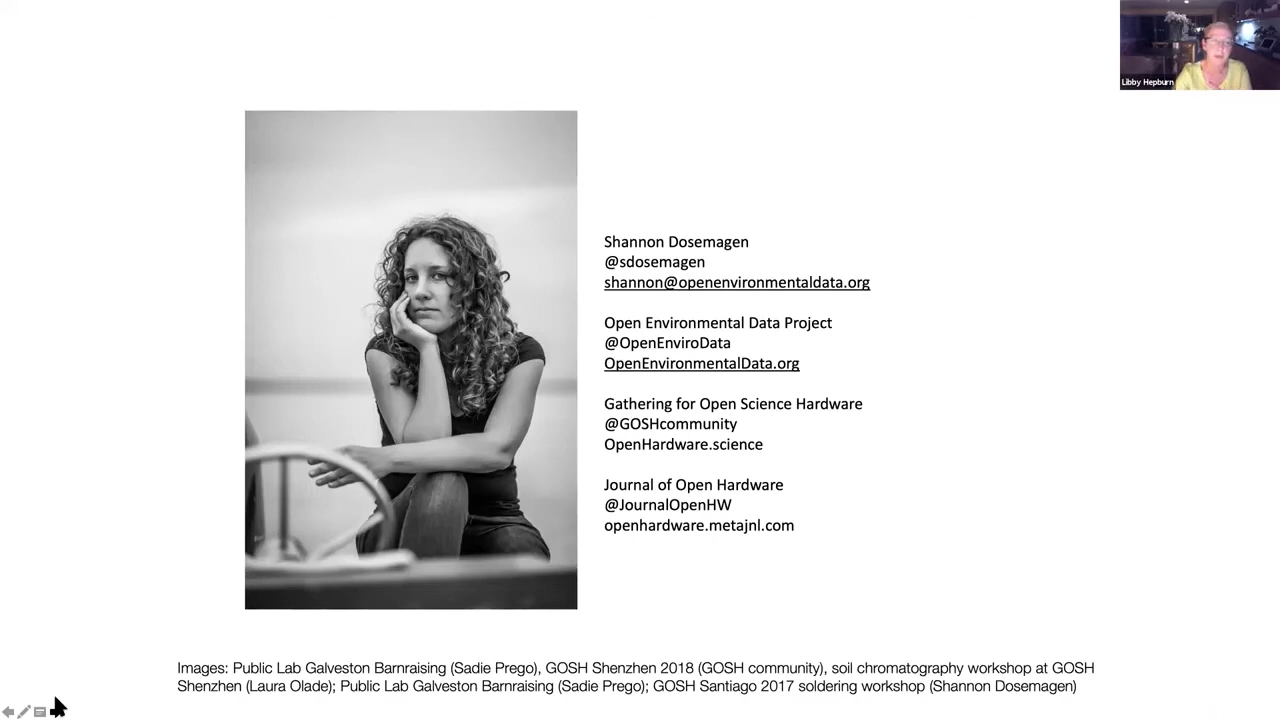 Libby Hepburn
Shannon Dosemagen
@sdosemagen
shannon@openenvironmentaldata.org
Open Environmental Data Project
@OpenEnviroData
OpenEnvironmentalData.org
Gathering for Open Science Hardware
@GOSHcommunity
OpenHardware.science
Journal of Open Hardware
@JournalOpenHW
openhardware.metajnl.com
Images: Public Lab Galveston Barnraising (Sadie Prego), GOSH Shenzhen 2018 (GOSH community), soil chromatography workshop at GOSH
Shenzhen (Laura Olade); Public Lab Galveston Barnraising (Sadie Prego); GOSH Santiago 2017 soldering workshop (Shannon Dosemagen)